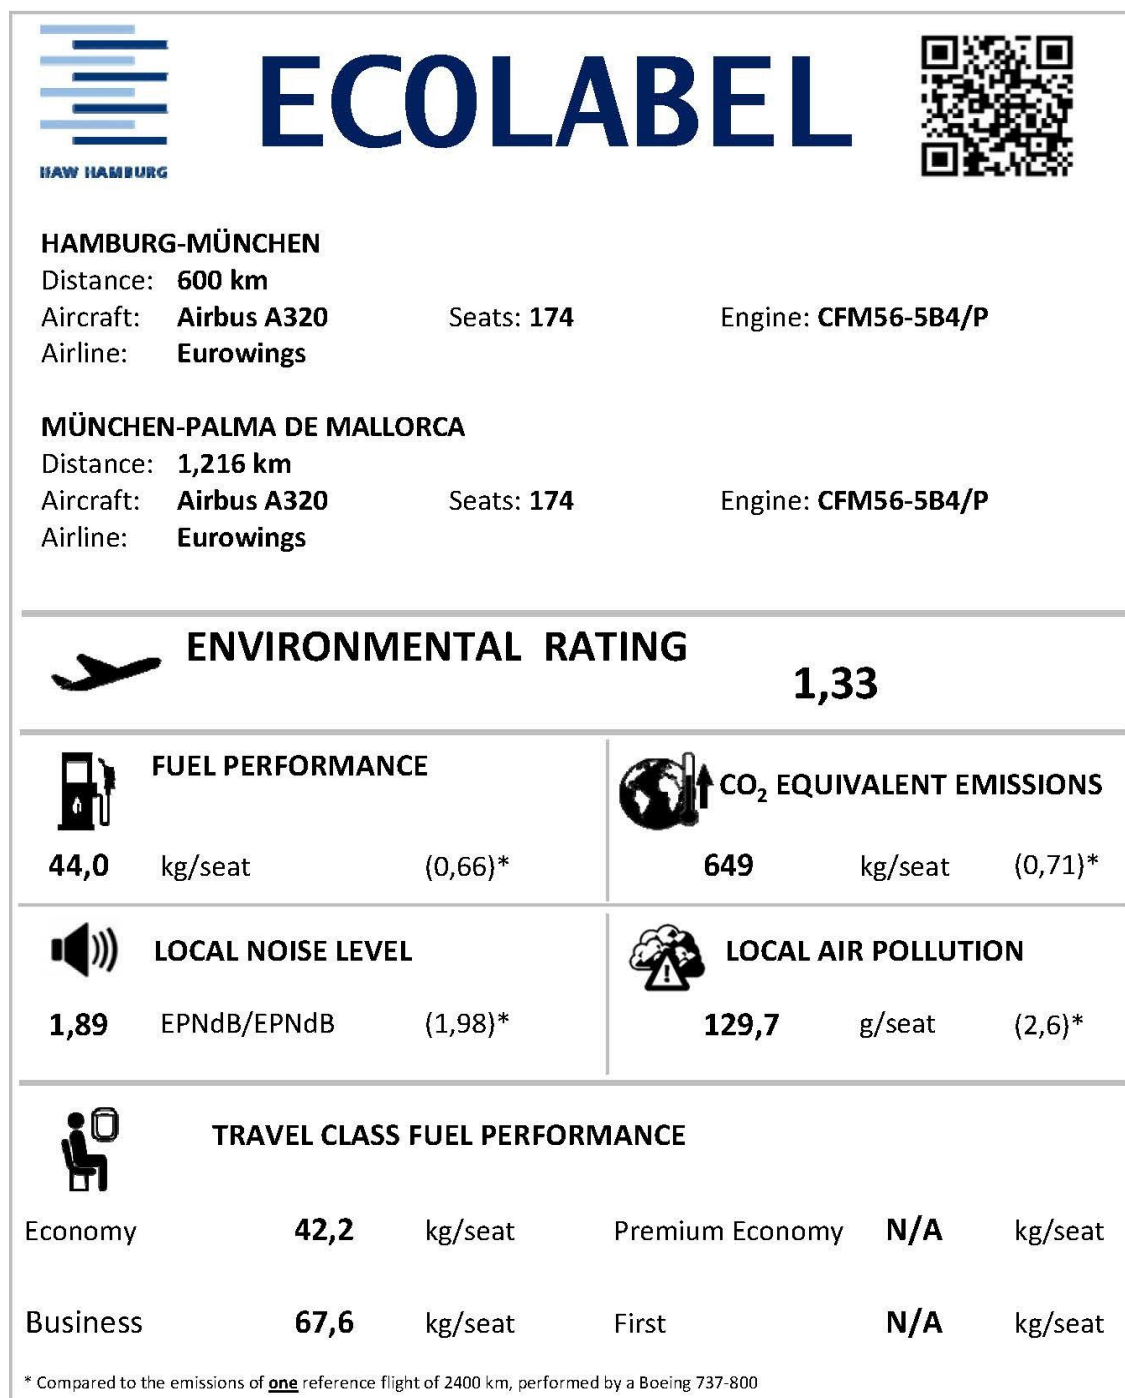 HAW HAMBURG
ECOLABEL
HAMBURG-MÜNCHEN
Distance: 600 km
Aircraft: Airbus A320 Seats: 174 Engine: CFM56-5B4/P
Airline: Eurowings
MÜNCHEN-PALMA DE MALLORCA
Distance: 1,216 km
Aircraft: Airbus A320 Seats: 174 Engine: CFM56-5B4/P
Airline: Eurowings
ENVIRONMENTAL RATING
1,33
FUEL PERFORMANCE
44,0 kg/seat (0,66)*
CO₂ EQUIVALENT EMISSIONS
649 kg/seat (0,71)*
LOCAL NOISE LEVEL
1,89 EPNdB/EPNdB (1,98)*
LOCAL AIR POLLUTION
129,7 g/seat (2,6)*
TRAVEL CLASS FUEL PERFORMANCE
Economy 42,2 kg/seat Premium Economy N/A kg/seat
Business 67,6 kg/seat First N/A kg/seat
* Compared to the emissions of one reference flight of 2400 km, performed by a Boeing 737-800